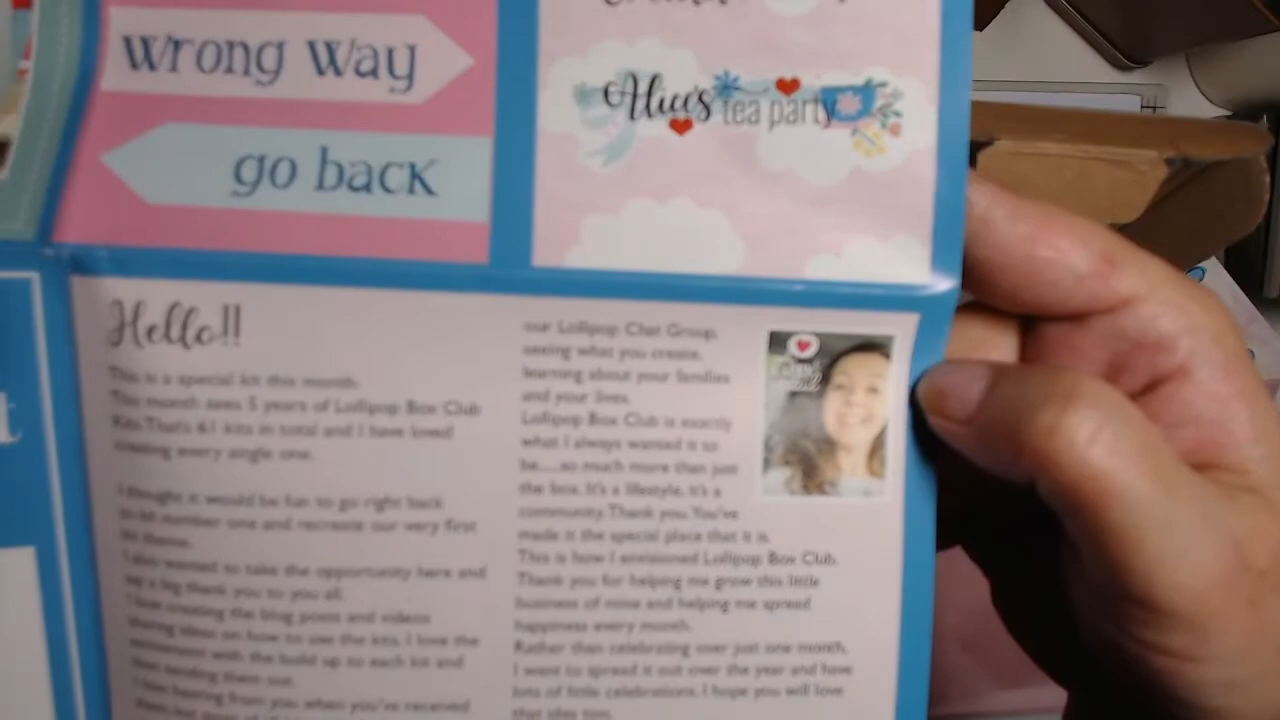 wrong way
go back
Alice's tea party
Hello!!
This is a special kit this month.
This month sees 5 years of Lollipop Box Club
Kits. That's 61 kits in total and I have loved
creating every single one.
I thought it would be fun to go right back
to kit number one and recreate our very first
kit theme.
I also wanted to take the opportunity here and
say a big thank you to you all.
I love creating the blog posts and videos
sharing ideas on how to use the kits. I love the
excitement with the build up to each kit and
then sending them out.
I love hearing from you when you've received
our Lollipop Chat Group,
seeing what you create,
learning about your families
and your lives.
Lollipop Box Club is exactly
what I always wanted it to
be.....so much more than just
the box. It's a lifestyle, it's a
community. Thank you. You've
made it the special place that it is.
This is how I envisioned Lollipop Box Club.
Thank you for helping me grow this little
business of mine and helping me spread
happiness every month.
Rather than celebrating over just one month,
I want to spread it out over the year and have
lots of little celebrations. I hope you will love
that idea too.